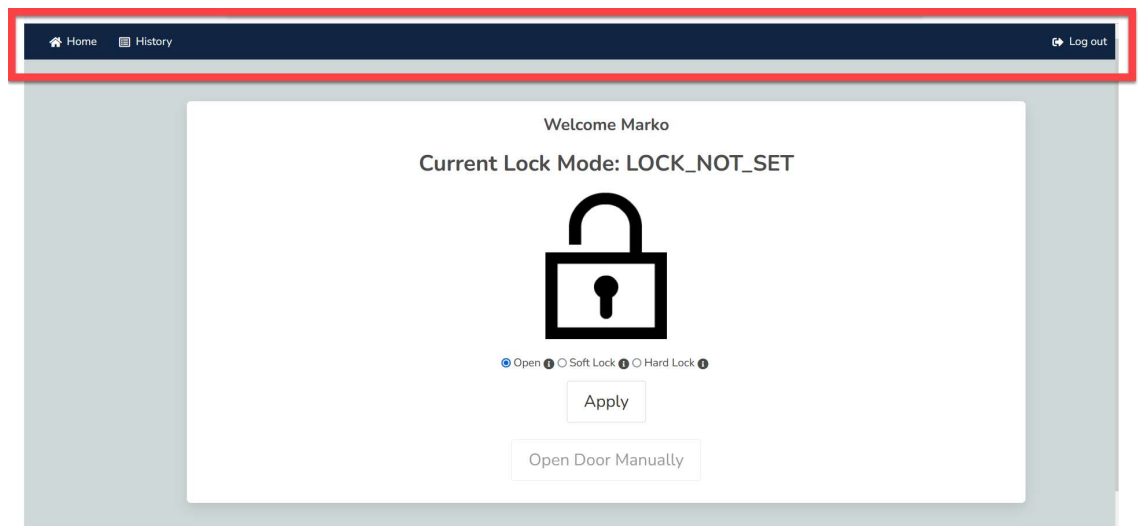 Home History Log out
Welcome Marko
Current Lock Mode: LOCK_NOT_SET
Open i Soft Lock i Hard Lock i
Apply
Open Door Manually